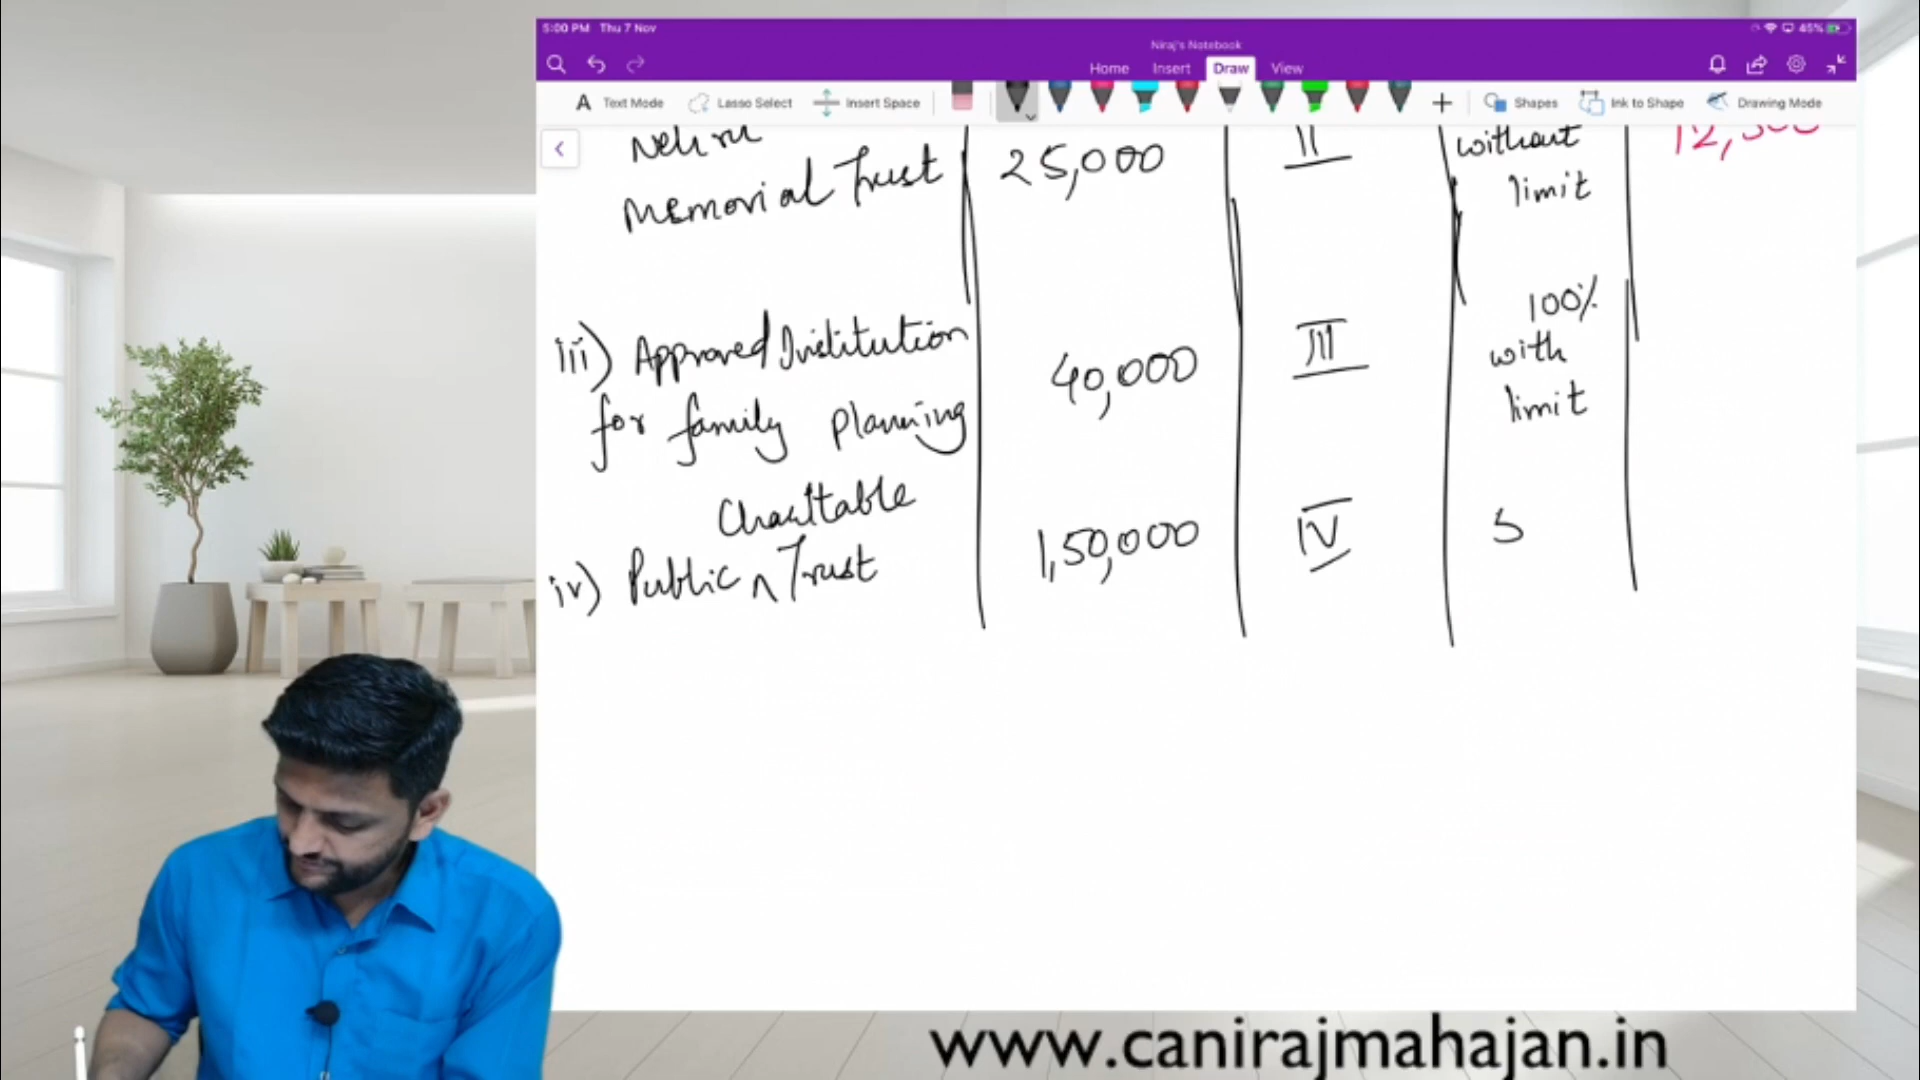 5:00 PM Thu 7 Nov
45%
Niraj's Notebook
Home Insert Draw View
A Text Mode Lasso Select Insert Space Shapes Ink to Shape Drawing Mode
Nehru
Memorial Trust 25,000 II without limit
iii) Approved Institution
for family planning 40,000 III 100% with limit
Charitable
iv) Public ^ Trust 1,50,000 IV 5
www.canirajmahajan.in